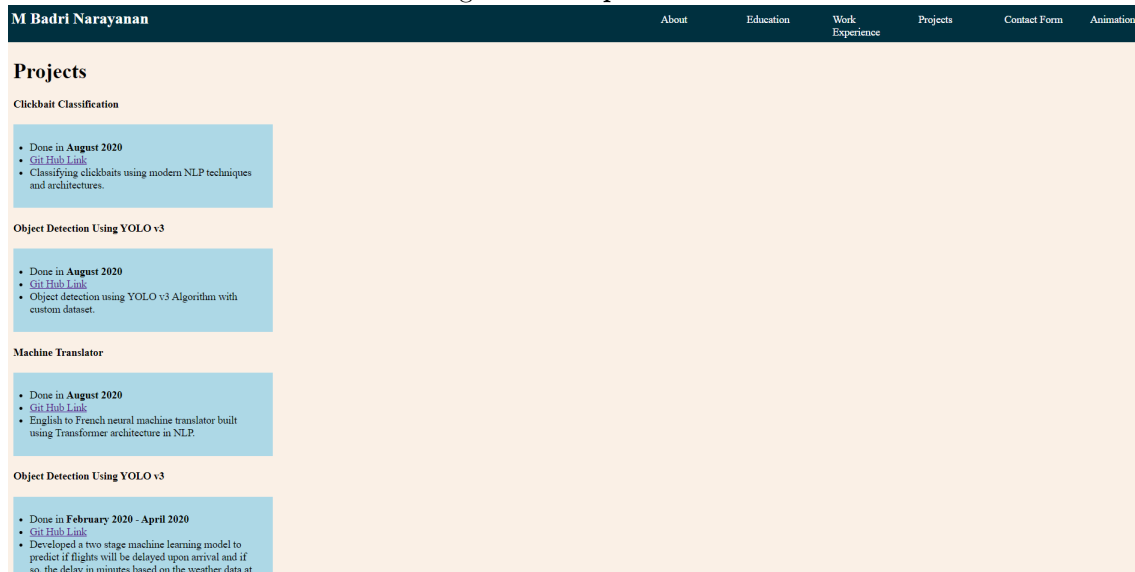 M Badri Narayanan
About
Education
Work
Experience
Projects
Contact Form
Animation
Projects
Clickbait Classification
Done in August 2020
Git Hub Link
Classifying clickbaits using modern NLP techniques
and architectures.
Object Detection Using YOLO v3
Done in August 2020
Git Hub Link
Object detection using YOLO v3 Algorithm with
custom dataset.
Machine Translator
Done in August 2020
Git Hub Link
English to French neural machine translator built
using Transformer architecture in NLP.
Object Detection Using YOLO v3
Done in February 2020 - April 2020
Git Hub Link
Developed a two stage machine learning model to
predict if flights will be delayed upon arrival and if
so, the delay in minutes based on the weather data at